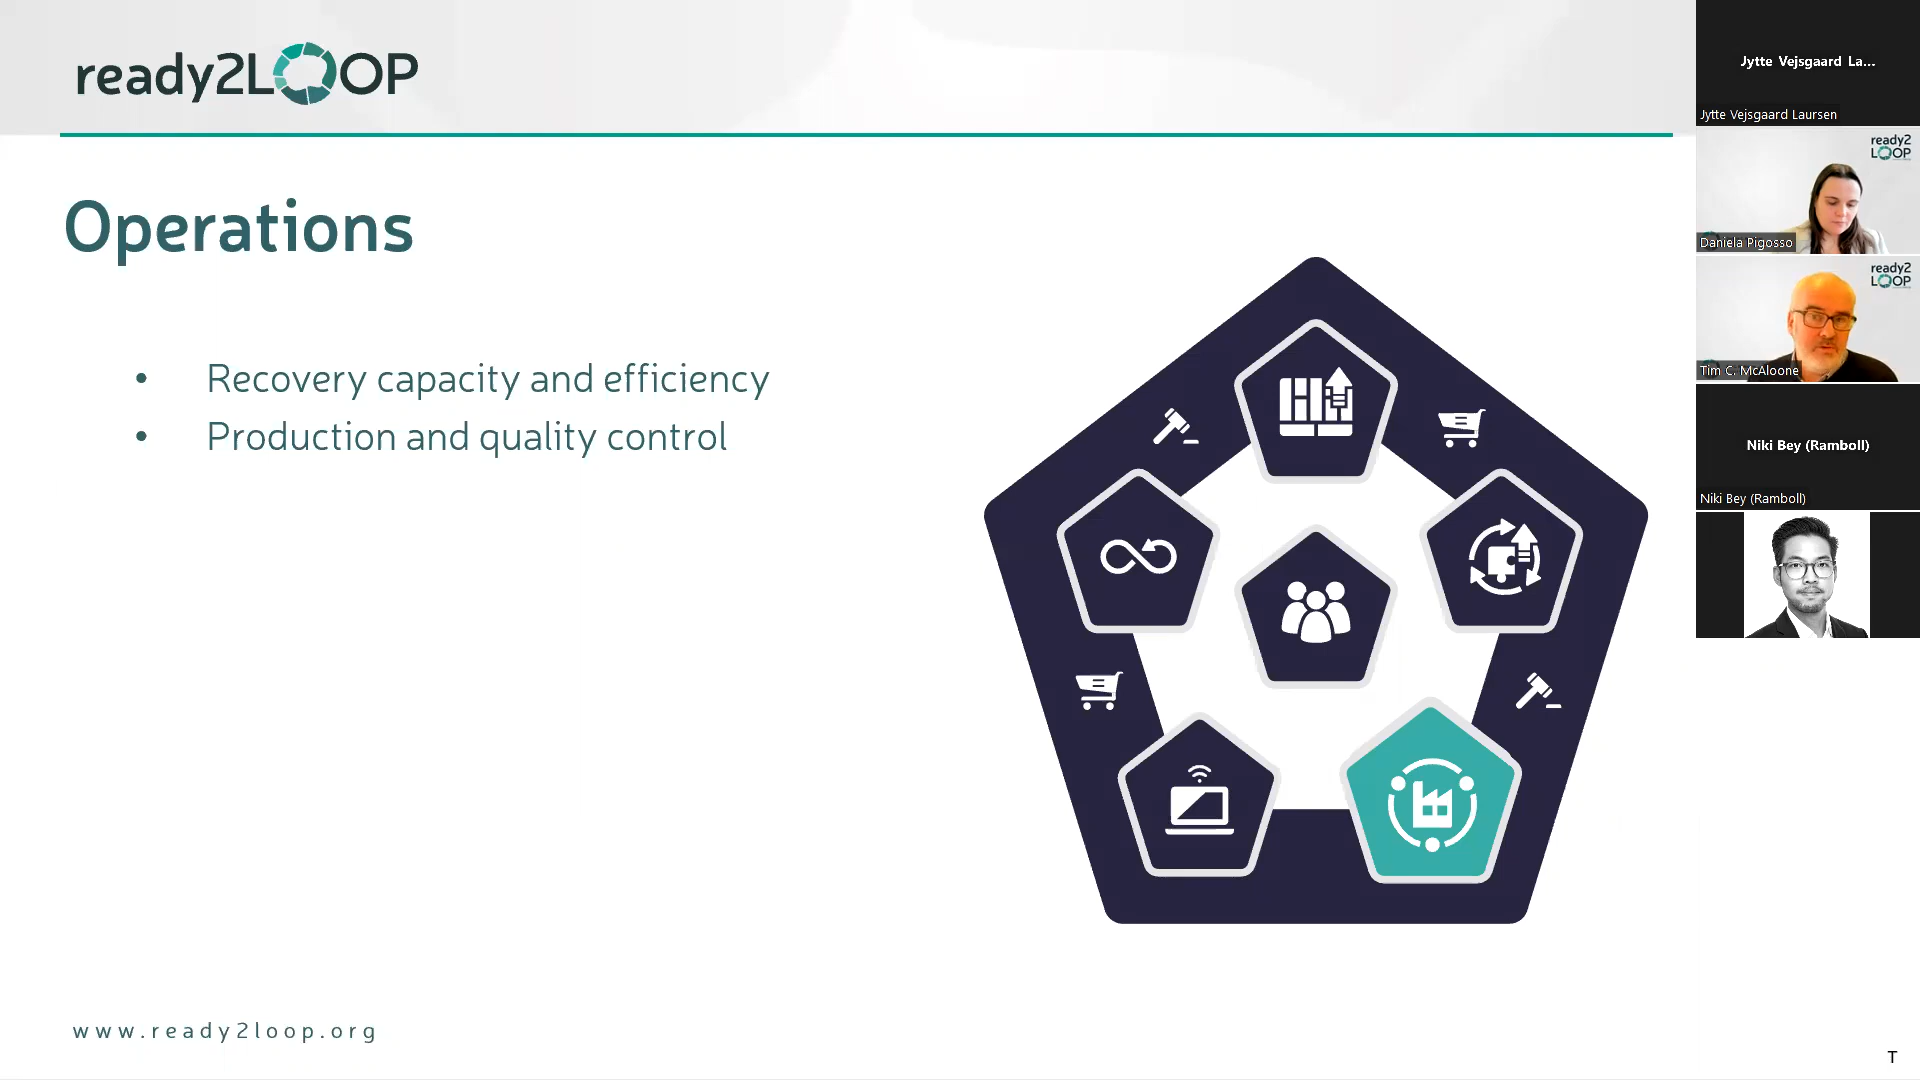 ready2LOOP
Operations
• Recovery capacity and efficiency
• Production and quality control
www.ready2loop.org
Jytte Vejsgaard La...
Jytte Vejsgaard Laursen
ready2
LOOP
Daniela Pigosso
ready2
LOOP
Tim C. McAloone
Niki Bey (Ramboll)
Niki Bey (Ramboll)
T